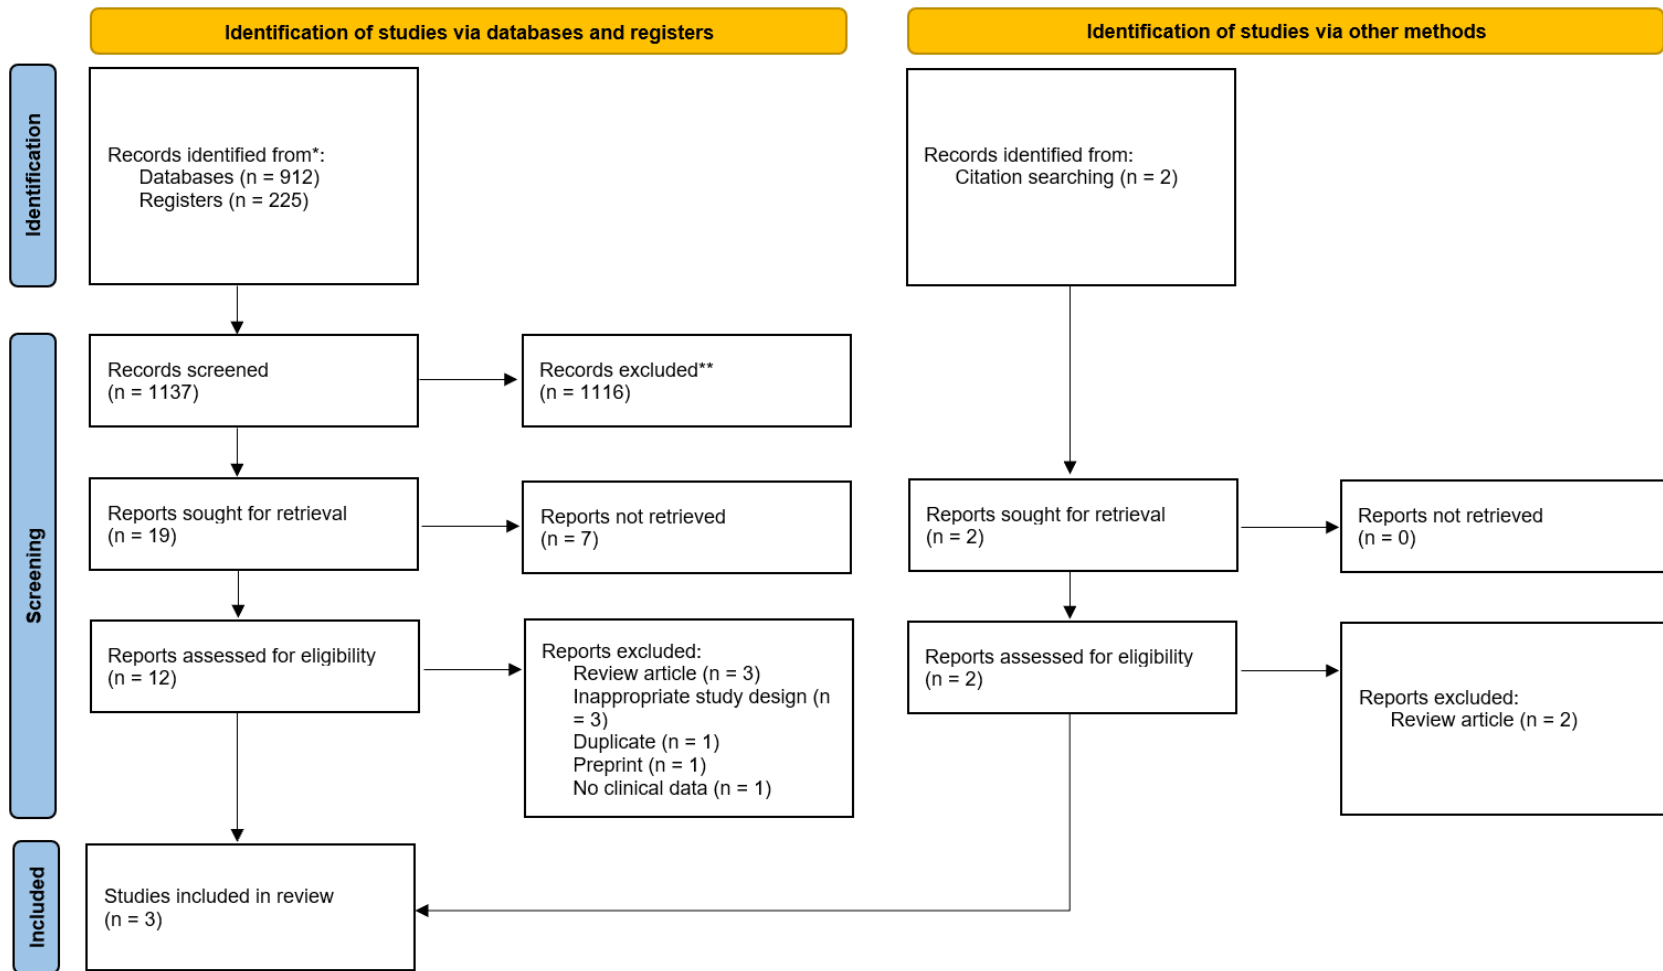 Identification of studies via databases and registers
Identification of studies via other methods
Identification
Records identified from*:
Databases (n = 912)
Registers (n = 225)
Records identified from:
Citation searching (n = 2)
Screening
Records screened
(n = 1137)
Records excluded**
(n = 1116)
Reports sought for retrieval
(n = 19)
Reports not retrieved
(n = 7)
Reports sought for retrieval
(n = 2)
Reports not retrieved
(n = 0)
Reports assessed for eligibility
(n = 12)
Reports excluded:
Review article (n = 3)
Inappropriate study design (n
= 3)
Duplicate (n = 1)
Preprint (n = 1)
No clinical data (n = 1)
Reports assessed for eligibility
(n = 2)
Reports excluded:
Review article (n = 2)
Included
Studies included in review
(n = 3)